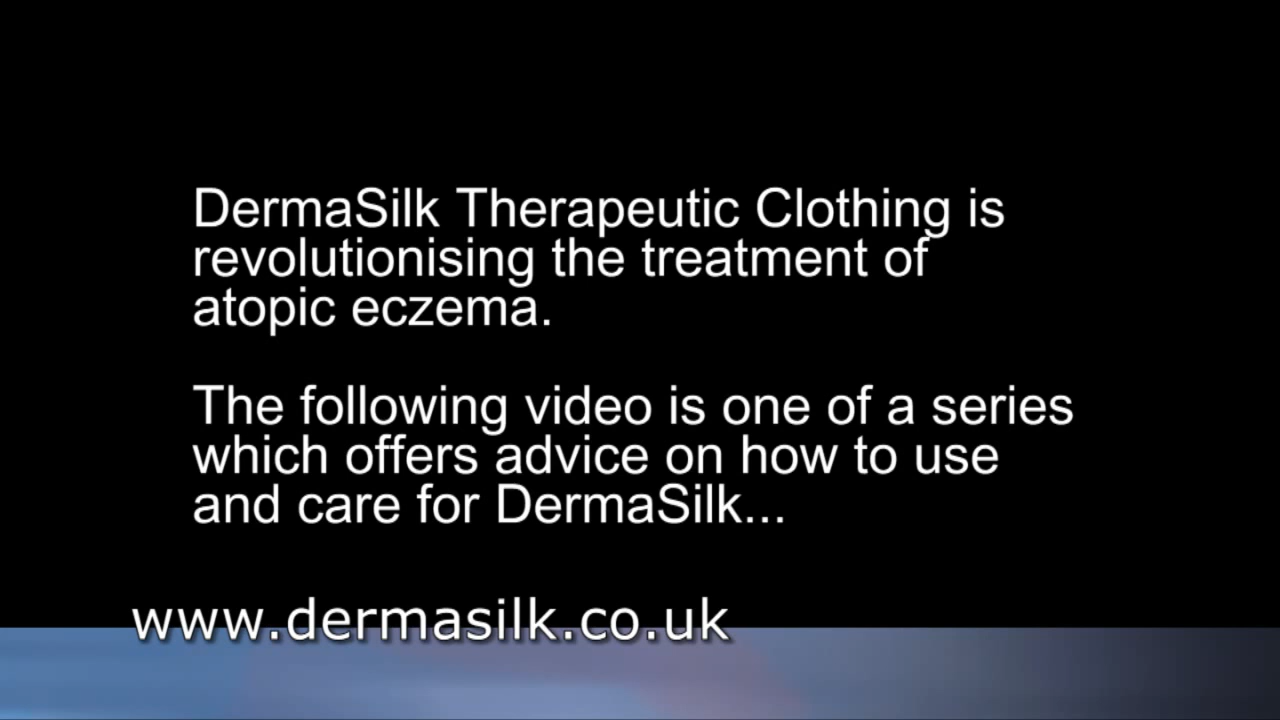 DermaSilk Therapeutic Clothing is
revolutionising the treatment of
atopic eczema.
The following video is one of a series
which offers advice on how to use
and care for DermaSilk...
www.dermasilk.co.uk